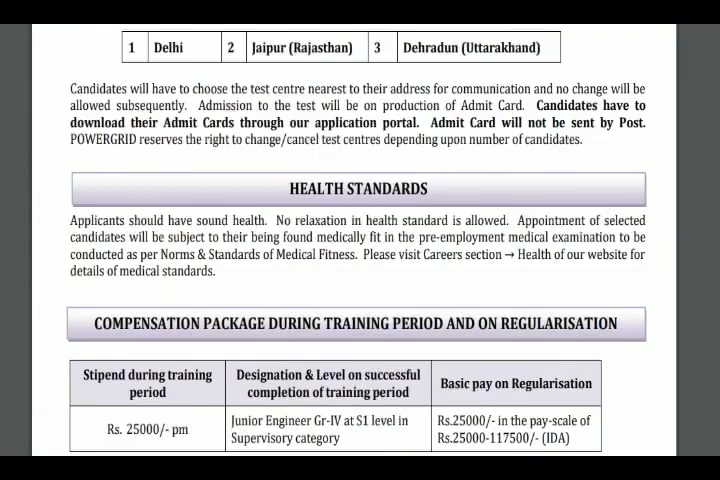 1 Delhi 2 Jaipur (Rajasthan) 3 Dehradun (Uttarakhand)
Candidates will have to choose the test centre nearest to their address for communication and no change will be
allowed subsequently. Admission to the test will be on production of Admit Card. Candidates have to
download their Admit Cards through our application portal. Admit Card will not be sent by Post.
POWERGRID reserves the right to change/cancel test centres depending upon number of candidates.
HEALTH STANDARDS
Applicants should have sound health. No relaxation in health standard is allowed. Appointment of selected
candidates will be subject to their being found medically fit in the pre-employment medical examination to be
conducted as per Norms & Standards of Medical Fitness. Please visit Careers section → Health of our website for
details of medical standards.
COMPENSATION PACKAGE DURING TRAINING PERIOD AND ON REGULARISATION
Stipend during training
period
Designation & Level on successful
completion of training period
Basic pay on Regularisation
Rs. 25000/- pm
Junior Engineer Gr-IV at S1 level in
Supervisory category
Rs.25000/- in the pay-scale of
Rs.25000-117500/- (IDA)